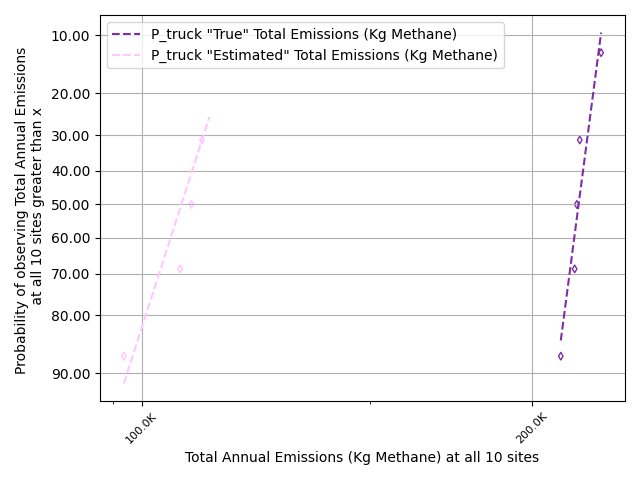 P_truck "True" Total Emissions (Kg Methane)
P_truck "Estimated" Total Emissions (Kg Methane)
Probability of observing Total Annual Emissions
at all 10 sites greater than x
10.00
20.00
30.00
40.00
50.00
60.00
70.00
80.00
90.00
100.0K
200.0K
Total Annual Emissions (Kg Methane) at all 10 sites